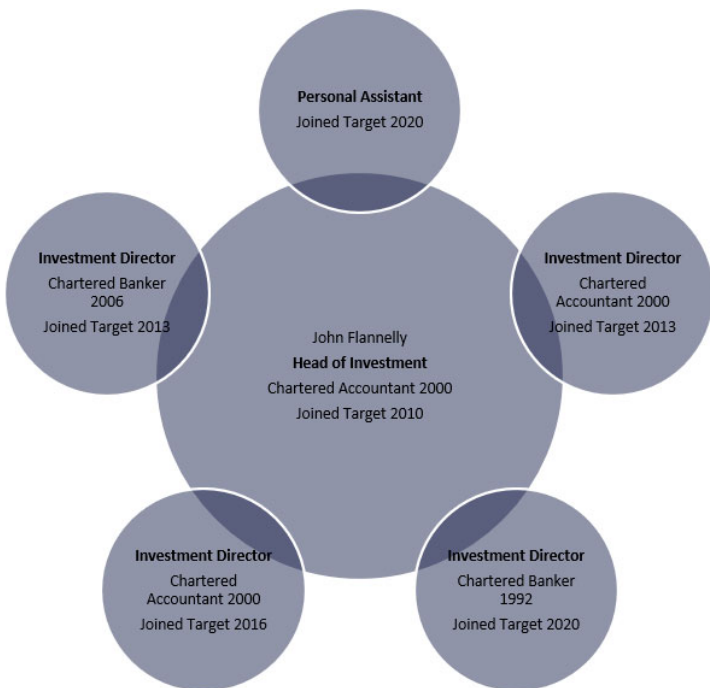 Personal Assistant
Joined Target 2020
Investment Director
Chartered Banker
2006
Joined Target 2013
Investment Director
Chartered
Accountant 2000
Joined Target 2013
John Flannelly
Head of Investment
Chartered Accountant 2000
Joined Target 2010
Investment Director
Chartered
Accountant 2000
Joined Target 2016
Investment Director
Chartered Banker
1992
Joined Target 2020